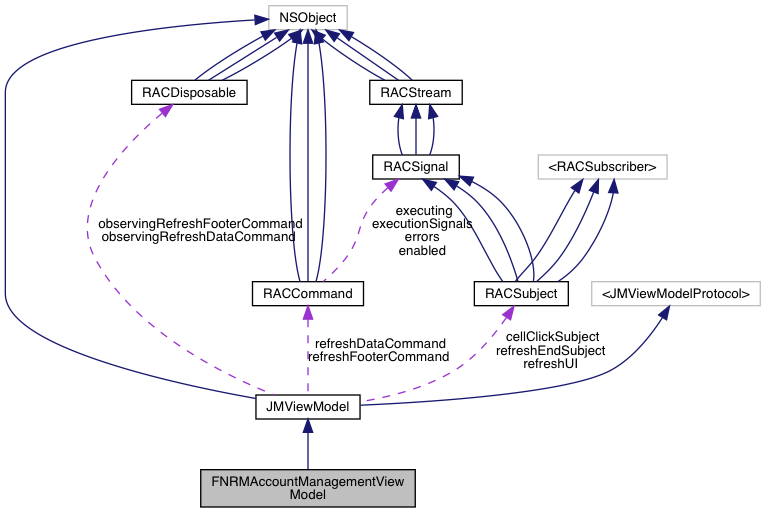 NSObject
RACDisposable
RACStream
RACSignal
<RACSubscriber>
observingRefreshFooterCommand
observingRefreshDataCommand
executing
executionSignals
errors
enabled
RACCommand
RACSubject
<JMViewModelProtocol>
refreshDataCommand
refreshFooterCommand
cellClickSubject
refreshEndSubject
refreshUI
JMViewModel
FNRMAccountManagementView
Model